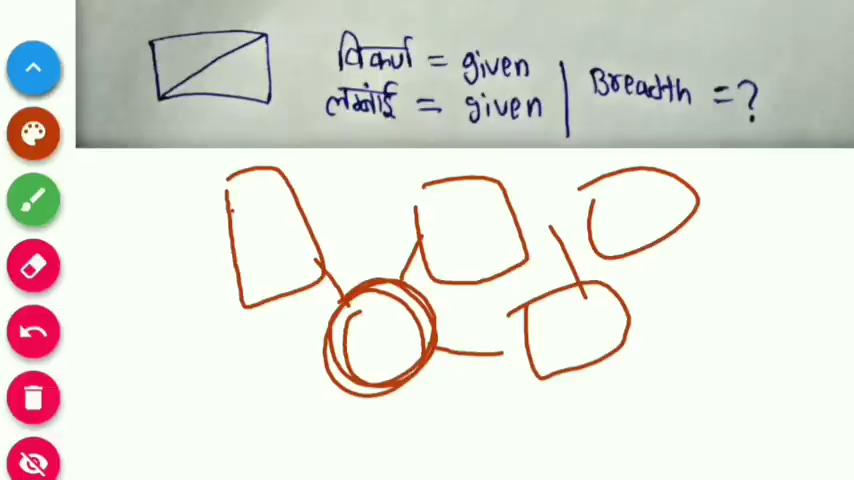 विकर्ण = given
लम्बाई = given
Breadth = ?